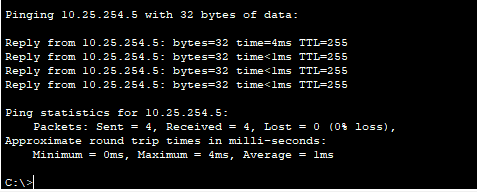 Pinging 10.25.254.5 with 32 bytes of data:
Reply from 10.25.254.5: bytes=32 time=4ms TTL=255
Reply from 10.25.254.5: bytes=32 time<1ms TTL=255
Reply from 10.25.254.5: bytes=32 time<1ms TTL=255
Reply from 10.25.254.5: bytes=32 time<1ms TTL=255
Ping statistics for 10.25.254.5:
Packets: Sent = 4, Received = 4, Lost = 0 (0% loss),
Approximate round trip times in milli-seconds:
Minimum = 0ms, Maximum = 4ms, Average = 1ms
C:\>